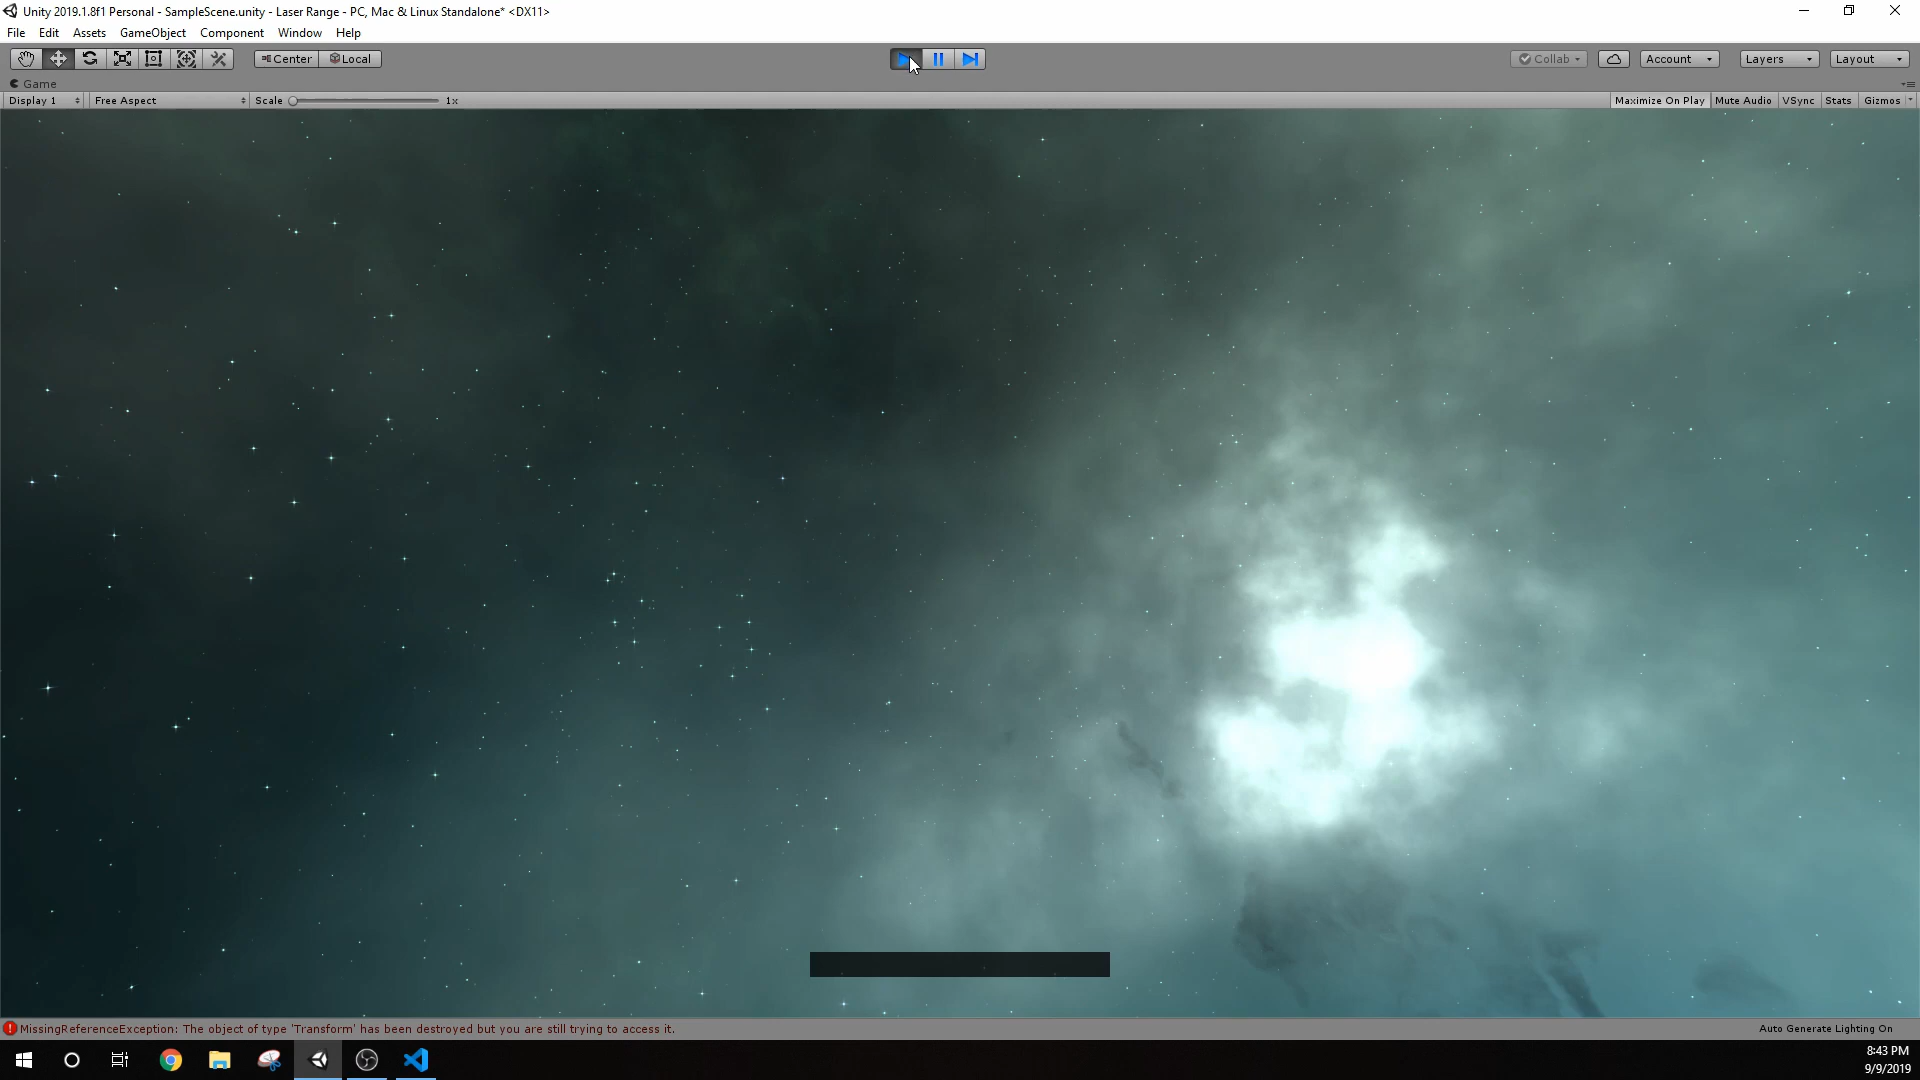 Unity 2019.1.8f1 Personal - SampleScene.unity - Laser Range - PC, Mac & Linux Standalone* <DX11>
File Edit Assets GameObject Component Window Help
Center Local Collab Account Layers Layout
Game
Display 1 Free Aspect Scale 1x Maximize On Play Mute Audio VSync Stats Gizmos
MissingReferenceException: The object of type 'Transform' has been destroyed but you are still trying to access it. Auto Generate Lighting On
8:43 PM
9/9/2019